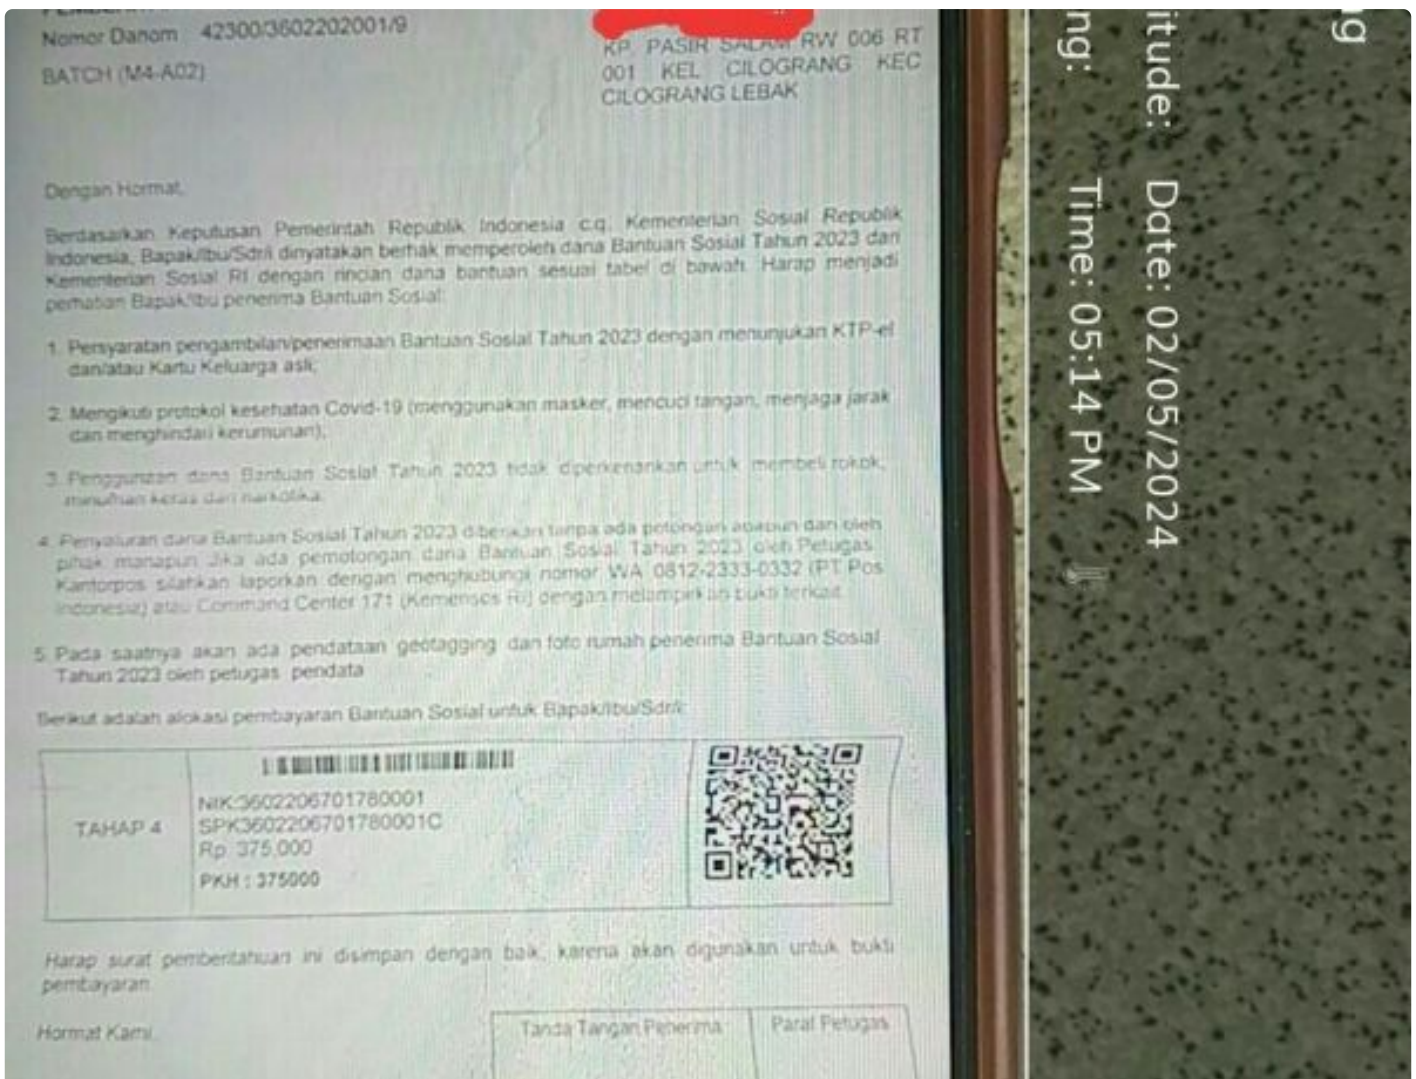 Nomor Danom : 42300/3602202001/9
BATCH (M4-A02)
KP. PASIR SALAM RW 006 RT
001 KEL CILOGRANG KEC
CILOGRANG LEBAK
Dengan Hormat,
Berdasarkan Keputusan Pemerintah Republik Indonesia c.q. Kementerian Sosial Republik
Indonesia, Bapak/Ibu/Sdr/i dinyatakan berhak memperoleh dana Bantuan Sosial Tahun 2023 dari
Kementerian Sosial RI dengan rincian dana bantuan sesuai tabel di bawah. Harap menjadi
perhatian Bapak/Ibu penerima Bantuan Sosial:
1. Persyaratan pengambilan/penerimaan Bantuan Sosial Tahun 2023 dengan menunjukan KTP-el
dan/atau Kartu Keluarga asli;
2. Mengikuti protokol kesehatan Covid-19 (menggunakan masker, mencuci tangan, menjaga jarak
dan menghindari kerumunan);
3. Penggunaan dana Bantuan Sosial Tahun 2023 tidak diperkenankan untuk membeli rokok,
minuman keras dan narkotika.
4. Penyaluran dana Bantuan Sosial Tahun 2023 diberikan tanpa ada potongan apapun dan oleh
pihak manapun. Jika ada pemotongan dana Bantuan Sosial Tahun 2023 oleh Petugas
Kantorpos silahkan laporkan dengan menghubungi nomor WA 0812-2333-0332 (PT Pos
Indonesia) atau Command Center 171 (Kemensos RI) dengan melampirkan bukti terkait.
5. Pada saatnya akan ada pendataan geotagging dan foto rumah penerima Bantuan Sosial
Tahun 2023 oleh petugas pendata
Berikut adalah alokasi pembayaran Bantuan Sosial untuk Bapak/Ibu/Sdr/i:
TAHAP 4
NIK:3602206701780001
SPK3602206701780001C
Rp. 375.000
PKH : 375000
Harap surat pemberitahuan ini disimpan dengan baik, karena akan digunakan untuk bukti
pembayaran
Hormat Kami,
Tanda Tangan Penerima
Paraf Petugas
ng
itude: Date: 02/05/2024
ng: Time: 05:14 PM